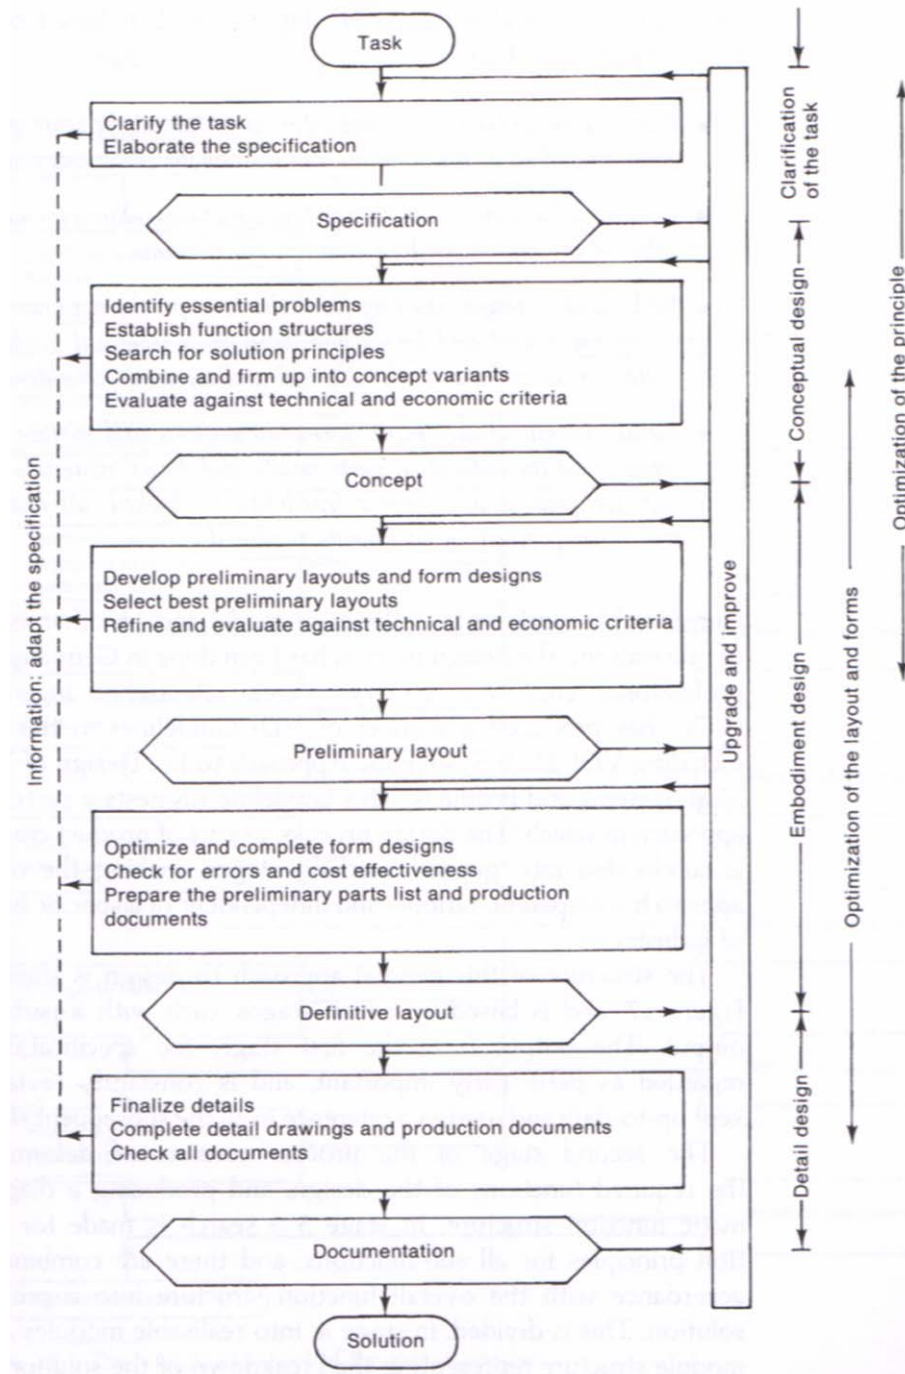 Task
Clarify the task
Elaborate the specification
Specification
Identify essential problems
Establish function structures
Search for solution principles
Combine and firm up into concept variants
Evaluate against technical and economic criteria
Concept
Develop preliminary layouts and form designs
Select best preliminary layouts
Refine and evaluate against technical and economic criteria
Preliminary layout
Optimize and complete form designs
Check for errors and cost effectiveness
Prepare the preliminary parts list and production
documents
Definitive layout
Finalize details
Complete detail drawings and production documents
Check all documents
Documentation
Solution
Information: adapt the specification
Upgrade and improve
Clarification
of the task
Conceptual design
Embodiment design
Detail design
Optimization of the layout and forms
Optimization of the principle